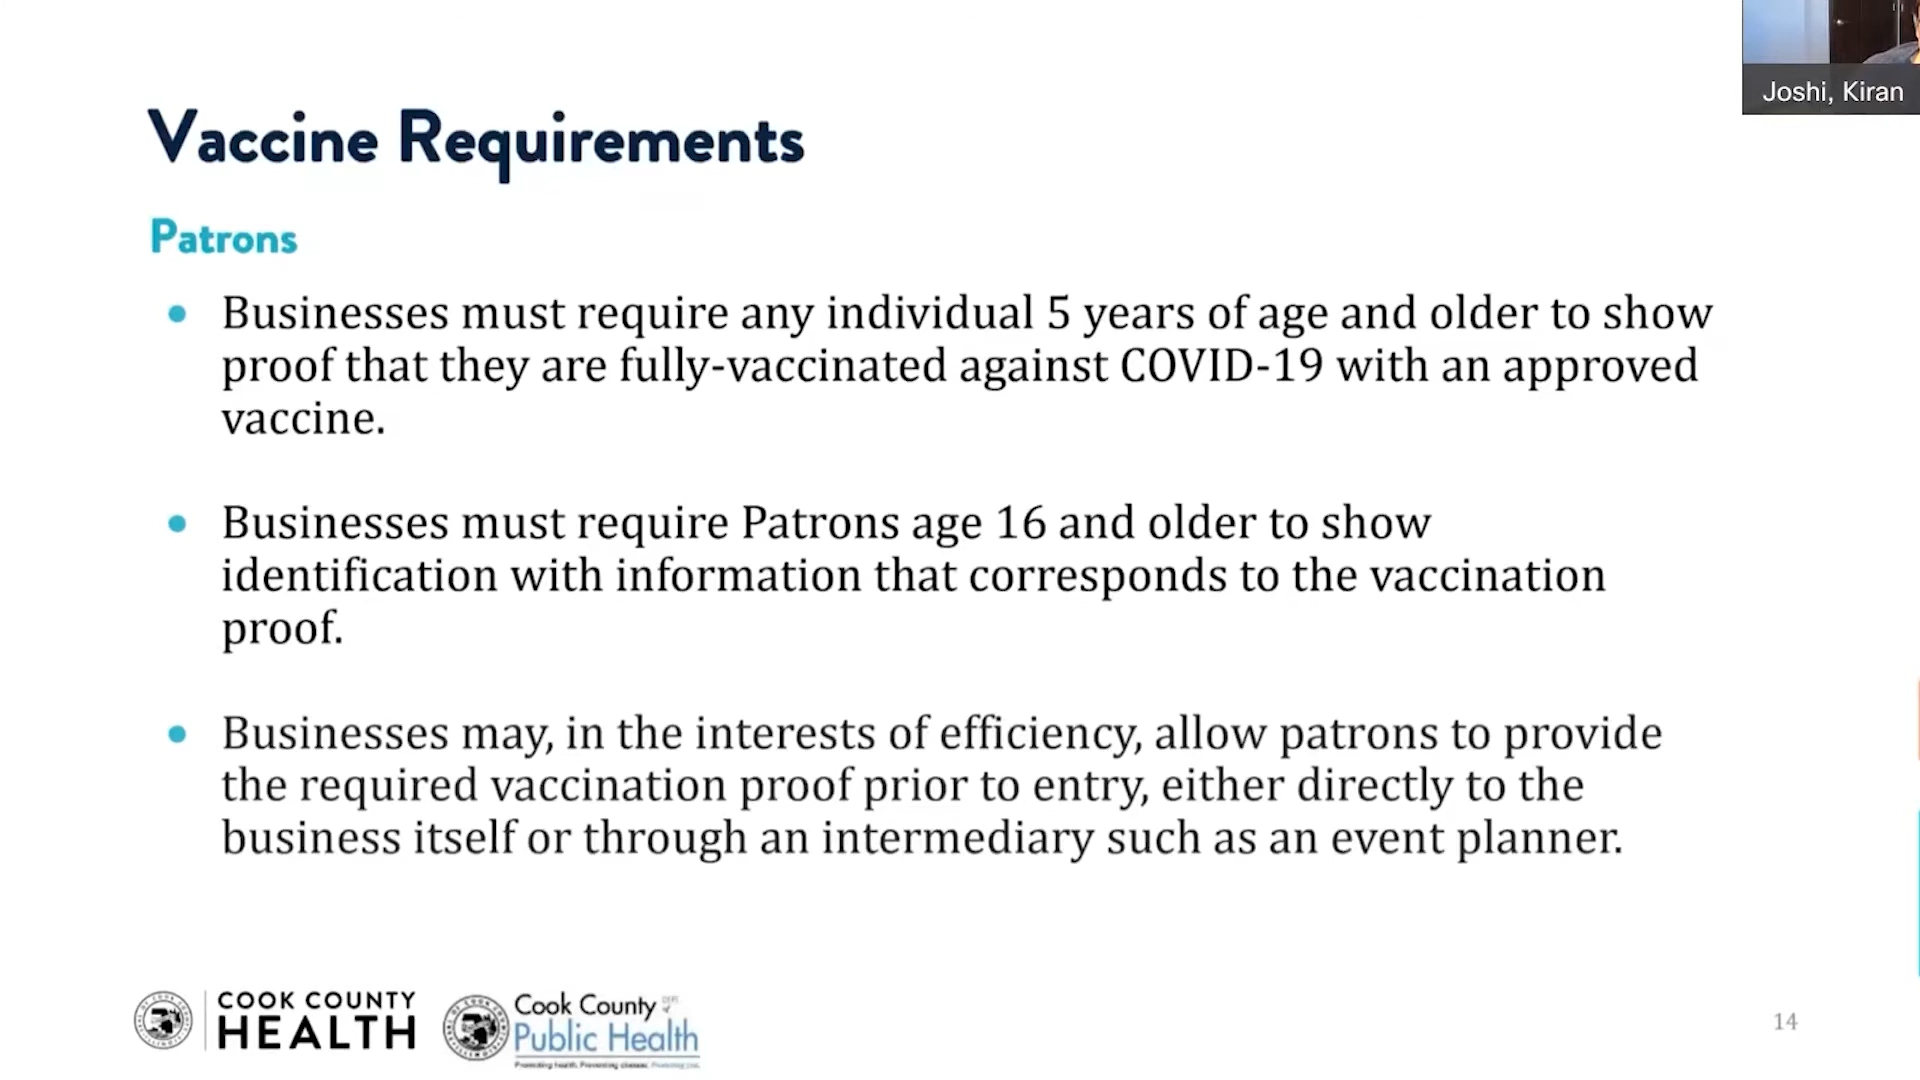 Joshi, Kiran
Vaccine Requirements
Patrons
• Businesses must require any individual 5 years of age and older to show
proof that they are fully-vaccinated against COVID-19 with an approved
vaccine.
• Businesses must require Patrons age 16 and older to show
identification with information that corresponds to the vaccination
proof.
• Businesses may, in the interests of efficiency, allow patrons to provide
the required vaccination proof prior to entry, either directly to the
business itself or through an intermediary such as an event planner.
COOK COUNTY
HEALTH
Cook County
Public Health
Promoting health. Preventing disease.
14